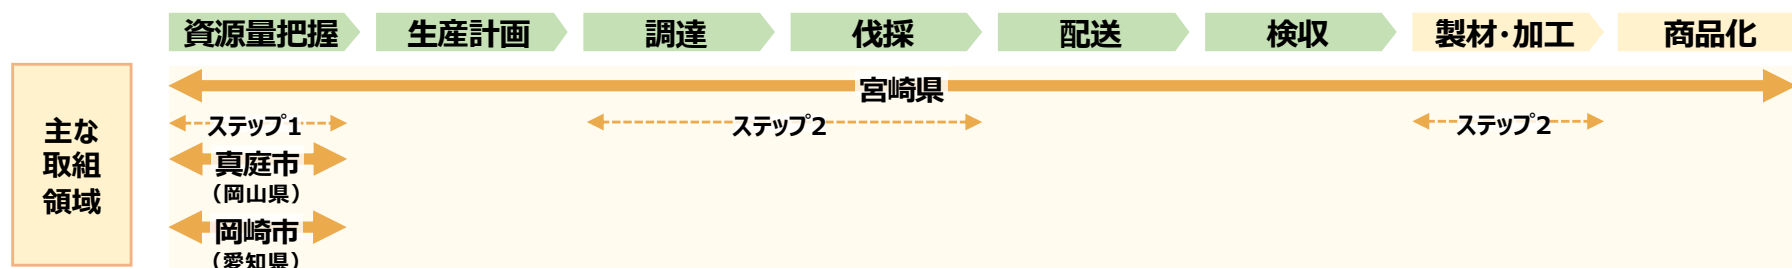 資源量把握
生産計画
調達
伐採
配送
検収
製材・加工
商品化
主な
取組
領域
宮崎県
ステップ1
ステップ2
ステップ2
真庭市
（岡山県）
岡崎市
（愛知県）